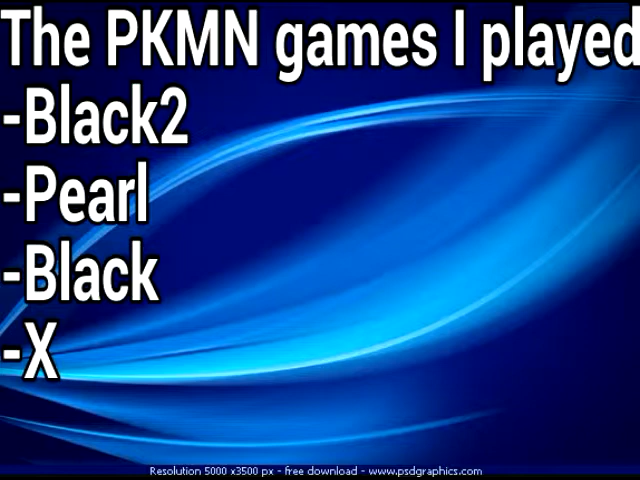 The PKMN games I played
-Black2
-Pearl
-Black
-X
Resolution 5000 x3500 px - free download - www.psdgraphics.com